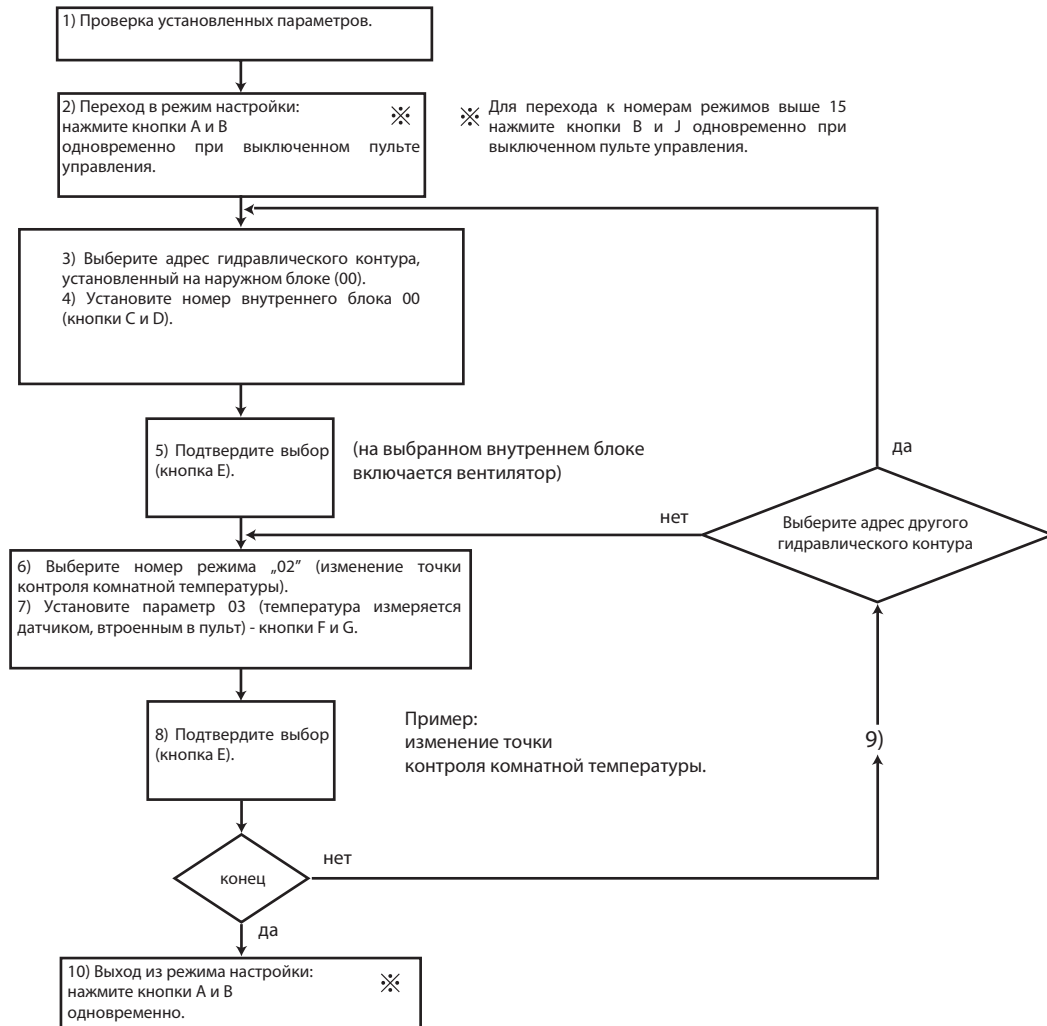 1) Проверка установленных параметров.
2) Переход в режим настройки: ※
нажмите кнопки A и B
одновременно при выключенном пульте
управления.
※ Для перехода к номерам режимов выше 15
нажмите кнопки B и J одновременно при
выключенном пульте управления.
3) Выберите адрес гидравлического контура,
установленный на наружном блоке (00).
4) Установите номер внутреннего блока 00
(кнопки C и D).
5) Подтвердите выбор
(кнопка E).
(на выбранном внутреннем блоке
включается вентилятор)
да
нет
Выберите адрес другого
гидравлического контура
6) Выберите номер режима „02” (изменение точки
контроля комнатной температуры).
7) Установите параметр 03 (температура измеряется
датчиком, втроенным в пульт) - кнопки F и G.
8) Подтвердите выбор
(кнопка E).
Пример:
изменение точки
контроля комнатной температуры.
9)
конец
нет
да
10) Выход из режима настройки: ※
нажмите кнопки A и B
одновременно.